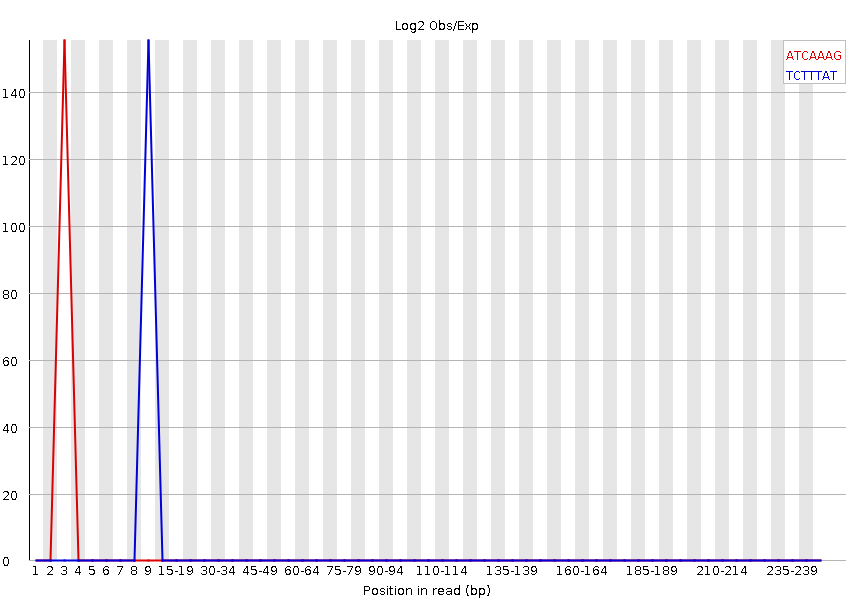 Log2 Obs/Exp
ATCAAAG
TCTTTAT
140
120
100
80
60
40
20
0
1 2 3 4 5 6 7 8 9 15-19 30-34 45-49 60-64 75-79 90-94 110-114 135-139 160-164 185-189 210-214 235-239
Position in read (bp)